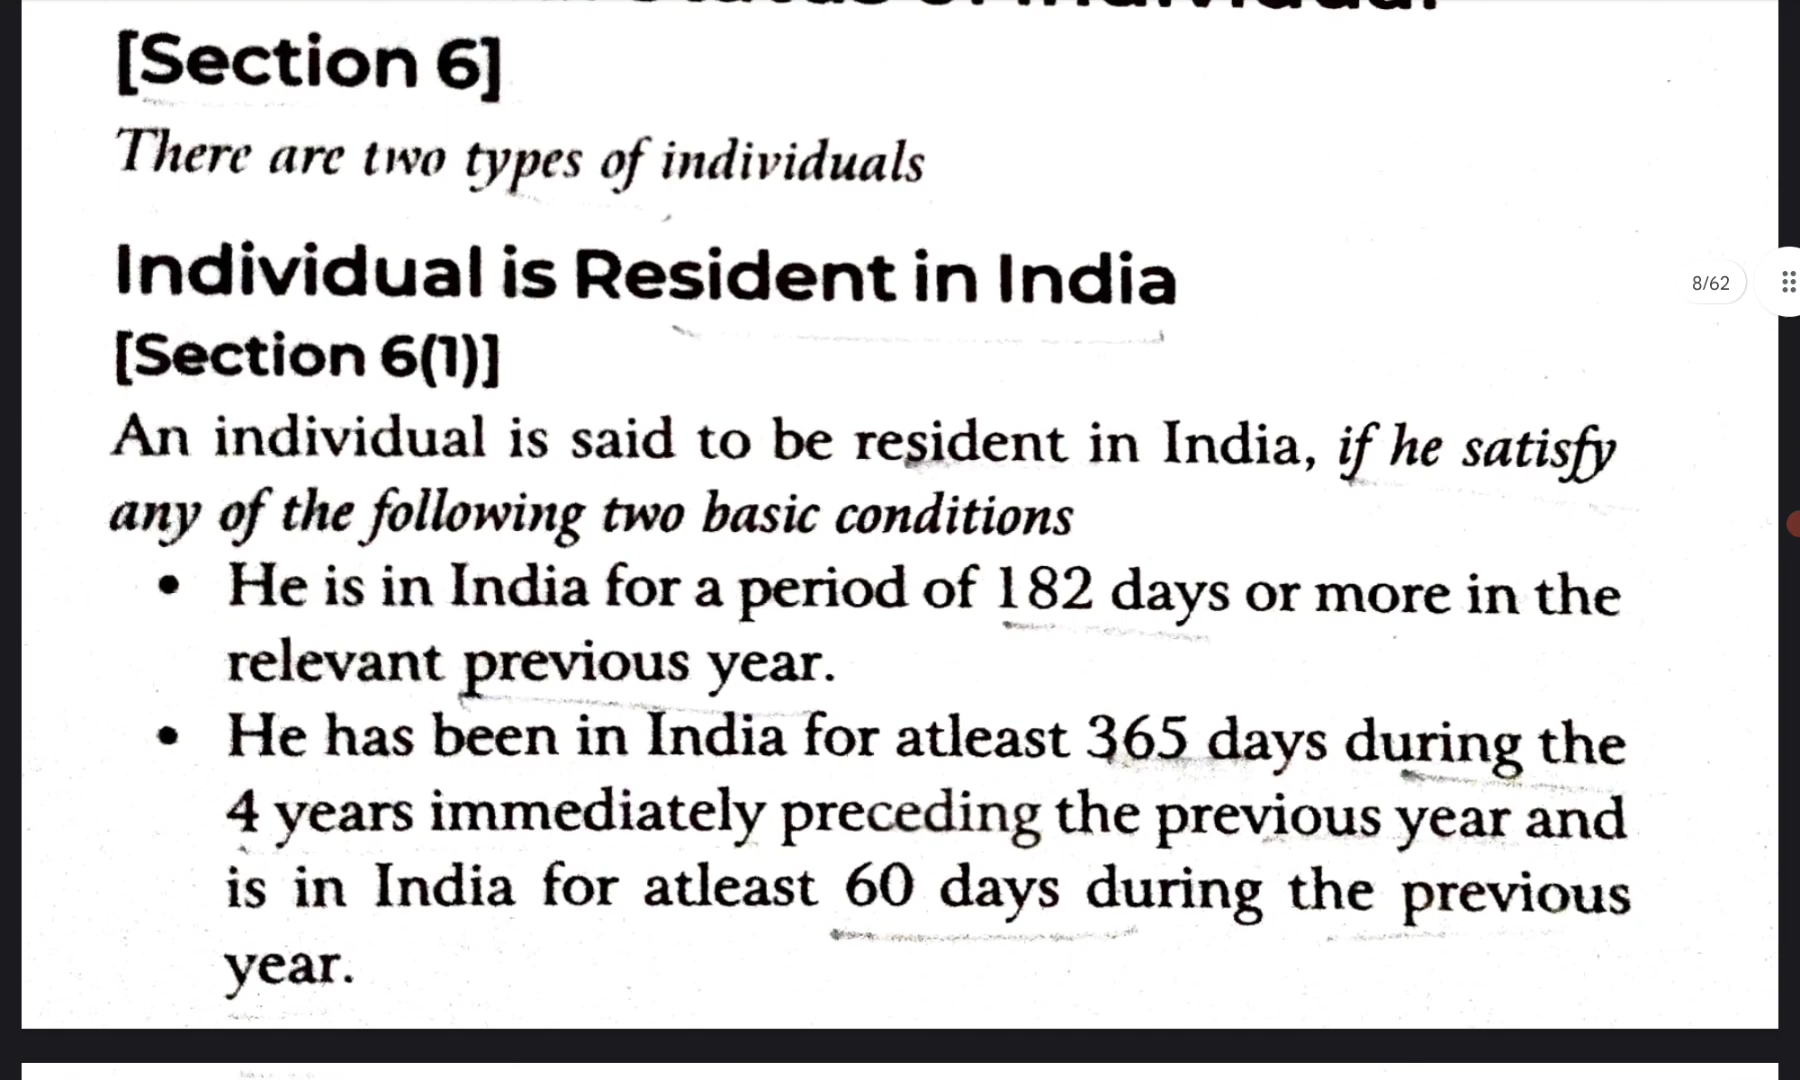 [Section 6]
There are two types of individuals
Individual is Resident in India
8/62
[Section 6(1)]
An individual is said to be resident in India, if he satisfy
any of the following two basic conditions
• He is in India for a period of 182 days or more in the
relevant previous year.
• He has been in India for atleast 365 days during the
4 years immediately preceding the previous year and
is in India for atleast 60 days during the previous
year.